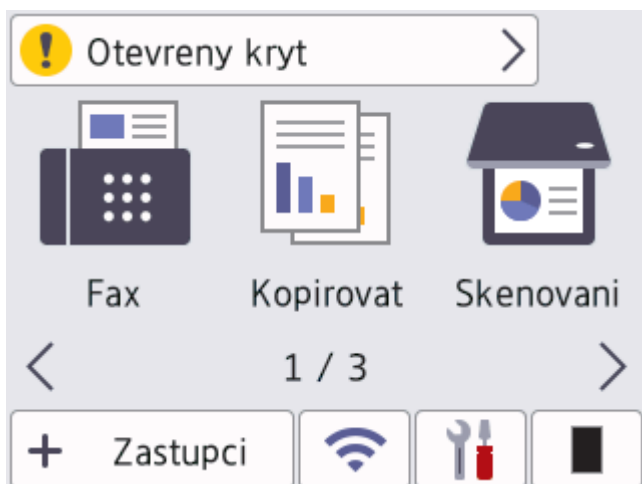 Otevreny kryt
Fax
Kopirovat
Skenovani
1 / 3
Zastupci